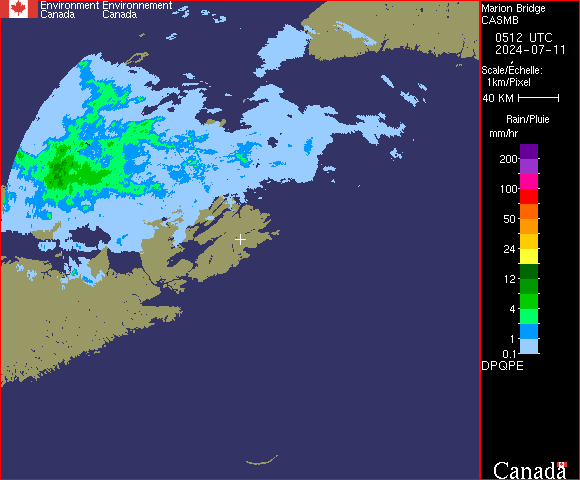 Environment Environnement
Canada Canada
Marion Bridge
CASMB
0512 UTC
2024-07-11
Scale/Échelle:
1km/Pixel
40 KM
Rain/Pluie
mm/hr
200
100
50
24
12
4
1
0.1
DPQPE
Canada